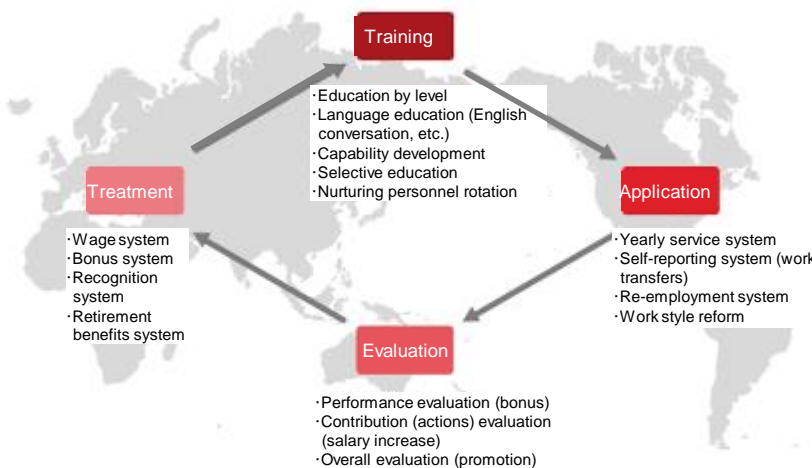 Training
·Education by level
·Language education (English
conversation, etc.)
·Capability development
·Selective education
·Nurturing personnel rotation
Treatment
·Wage system
·Bonus system
·Recognition
system
·Retirement
benefits system
Application
·Yearly service system
·Self-reporting system (work
transfers)
·Re-employment system
·Work style reform
Evaluation
·Performance evaluation (bonus)
·Contribution (actions) evaluation
(salary increase)
·Overall evaluation (promotion)